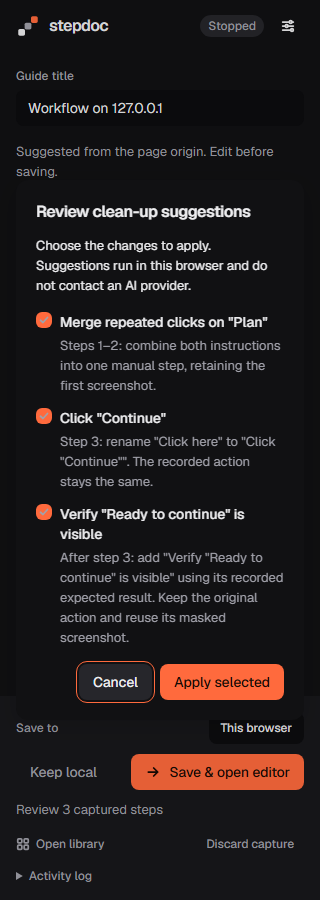 stepdoc
Stopped
Guide title
Workflow on 127.0.0.1
Suggested from the page origin. Edit before
saving.
Review clean-up suggestions
Choose the changes to apply.
Suggestions run in this browser and do
not contact an AI provider.
Merge repeated clicks on "Plan"
Steps 1–2: combine both instructions
into one manual step, retaining the
first screenshot.
Click "Continue"
Step 3: rename "Click here" to "Click
"Continue"". The recorded action
stays the same.
Verify "Ready to continue" is
visible
After step 3: add "Verify "Ready to
continue" is visible" using its recorded
expected result. Keep the original
action and reuse its masked
screenshot.
Cancel
Apply selected
Save to
This browser
Keep local
→ Save & open editor
Review 3 captured steps
Open library
Discard capture
Activity log